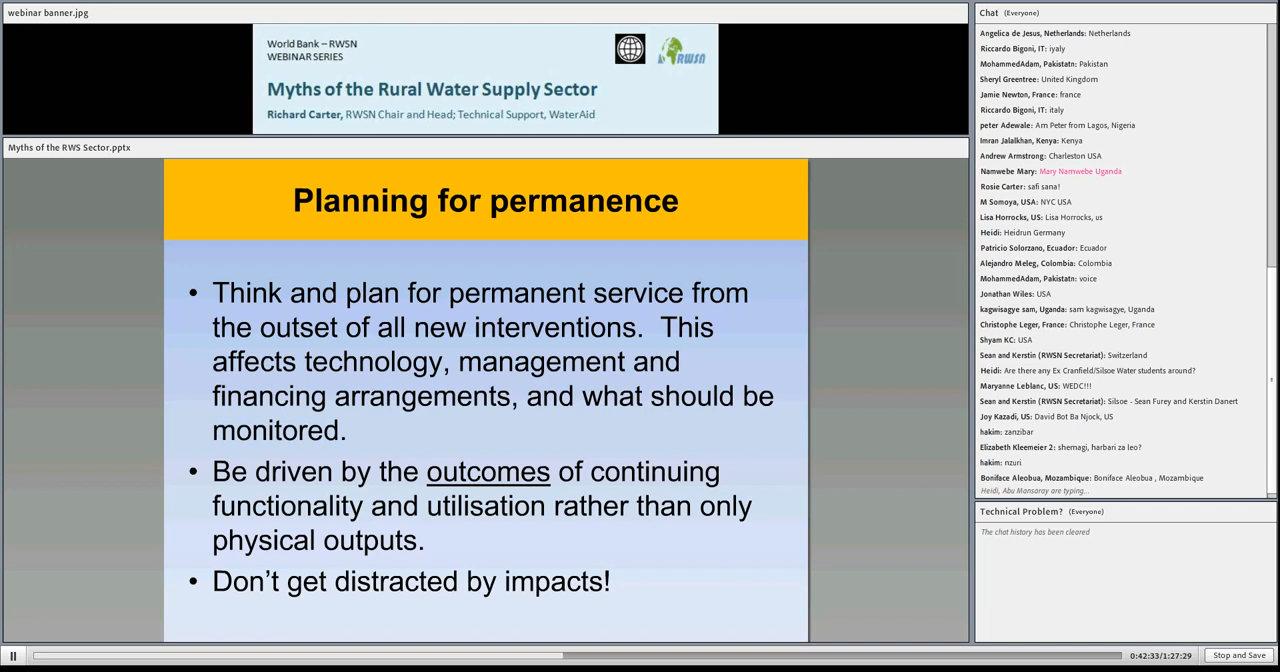 webinar banner.jpg
World Bank – RWSN
WEBINAR SERIES
RWSN
Myths of the Rural Water Supply Sector
Richard Carter, RWSN Chair and Head; Technical Support, WaterAid
Myths of the RWS Sector.pptx
Planning for permanence
• Think and plan for permanent service from
the outset of all new interventions. This
affects technology, management and
financing arrangements, and what should be
monitored.
• Be driven by the outcomes of continuing
functionality and utilisation rather than only
physical outputs.
• Don’t get distracted by impacts!
Chat (Everyone)
Angelica de Jesus, Netherlands: Netherlands
Riccardo Bigoni, IT: iyaly
MohammedAdam, Pakistatn: Pakistan
Sheryl Greentree: United Kingdom
Jamie Newton, France: france
Riccardo Bigoni, IT: italy
peter Adewale: Am Peter from Lagos, Nigeria
Imran Jalalkhan, Kenya: Kenya
Andrew Armstrong: Charleston USA
Namwebe Mary: Mary Namwebe Uganda
Rosie Carter: safi sana!
M Somoya, USA: NYC USA
Lisa Horrocks, US: Lisa Horrocks, us
Heidi: Heidrun Germany
Patricio Solorzano, Ecuador: Ecuador
Alejandro Meleg, Colombia: Colombia
MohammedAdam, Pakistatn: voice
Jonathan Wiles: USA
kagwisagye sam, Uganda: sam kagwisagye, Uganda
Christophe Leger, France: Christophe Leger, France
Shyam KC: USA
Sean and Kerstin (RWSN Secretariat): Switzerland
Heidi: Are there any Ex Cranfield/Silsoe Water students around?
Maryanne Leblanc, US: WEDC!!!
Sean and Kerstin (RWSN Secretariat): Silsoe - Sean Furey and Kerstin Danert
Joy Kazadi, US: David Bot Ba Njock, US
hakim: zanzibar
Elizabeth Kleemeier 2: shemagi, harbari za leo?
hakim: nzuri
Boniface Aleobua, Mozambique: Boniface Aleobua , Mozambique
Heidi, Abu Mansaray are typing...
Technical Problem? (Everyone)
The chat history has been cleared
0:42:33/1:27:29
Stop and Save